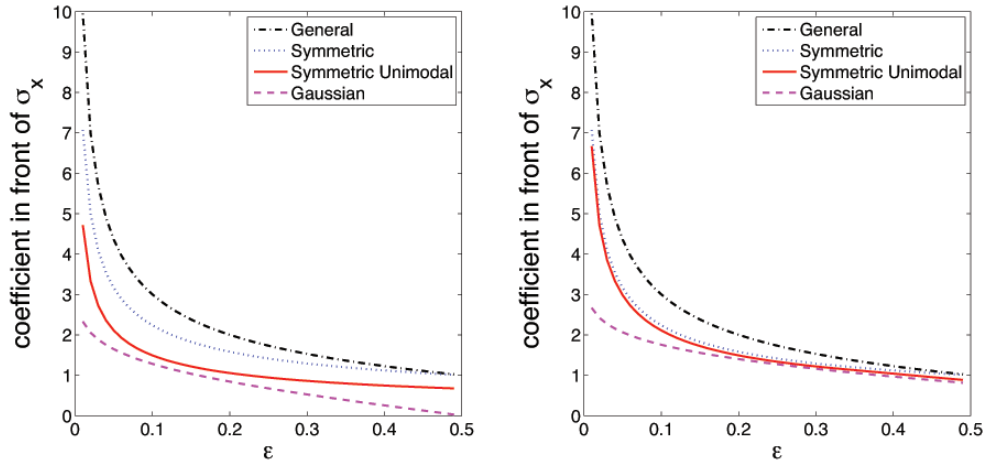 coefficient in front of σx
10
9
8
7
6
5
4
3
2
1
0
0
0.1
0.2
0.3
0.4
0.5
ε
General
Symmetric
Symmetric Unimodal
Gaussian
coefficient in front of σx
10
9
8
7
6
5
4
3
2
1
0
0
0.1
0.2
0.3
0.4
0.5
ε
General
Symmetric
Symmetric Unimodal
Gaussian